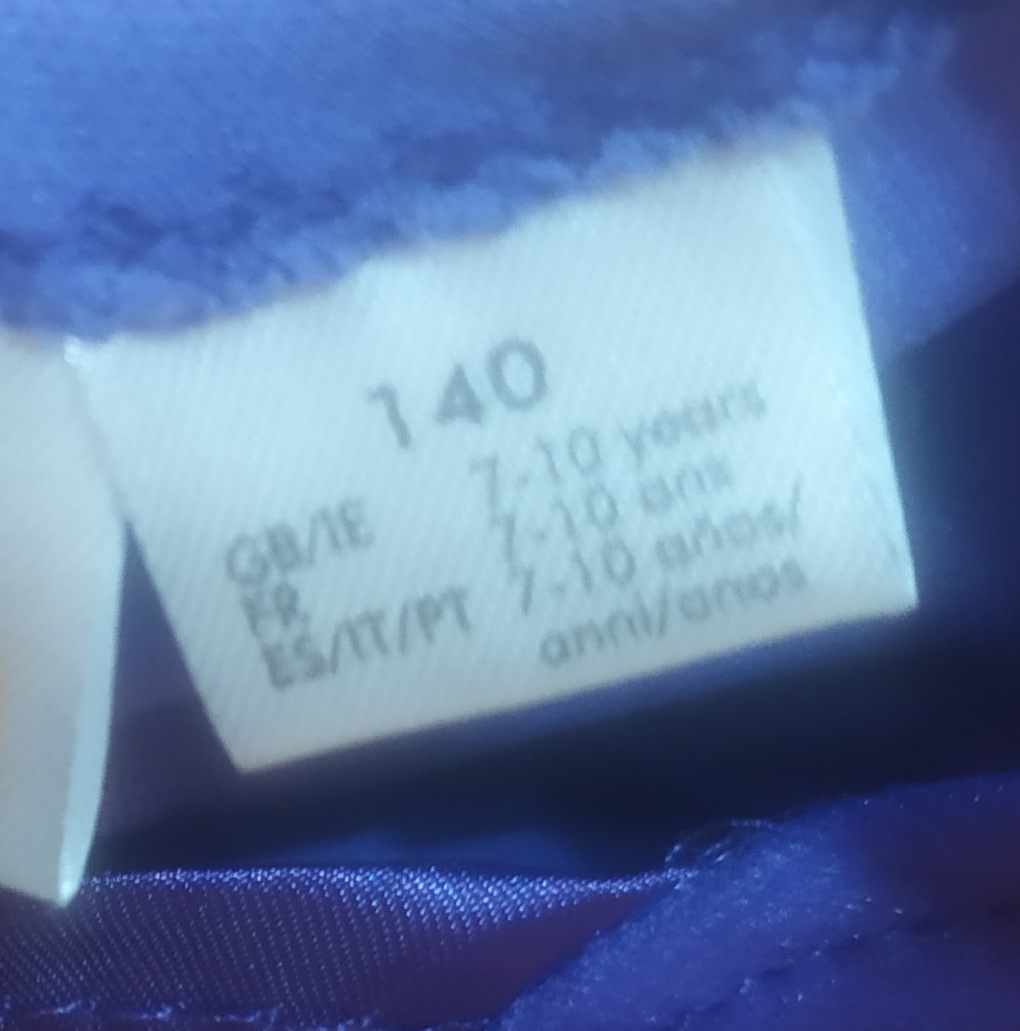 140
GB/IE 7-10 years
FR 7-10 ans
ES/IT/PT 7-10 años/
anni/anos